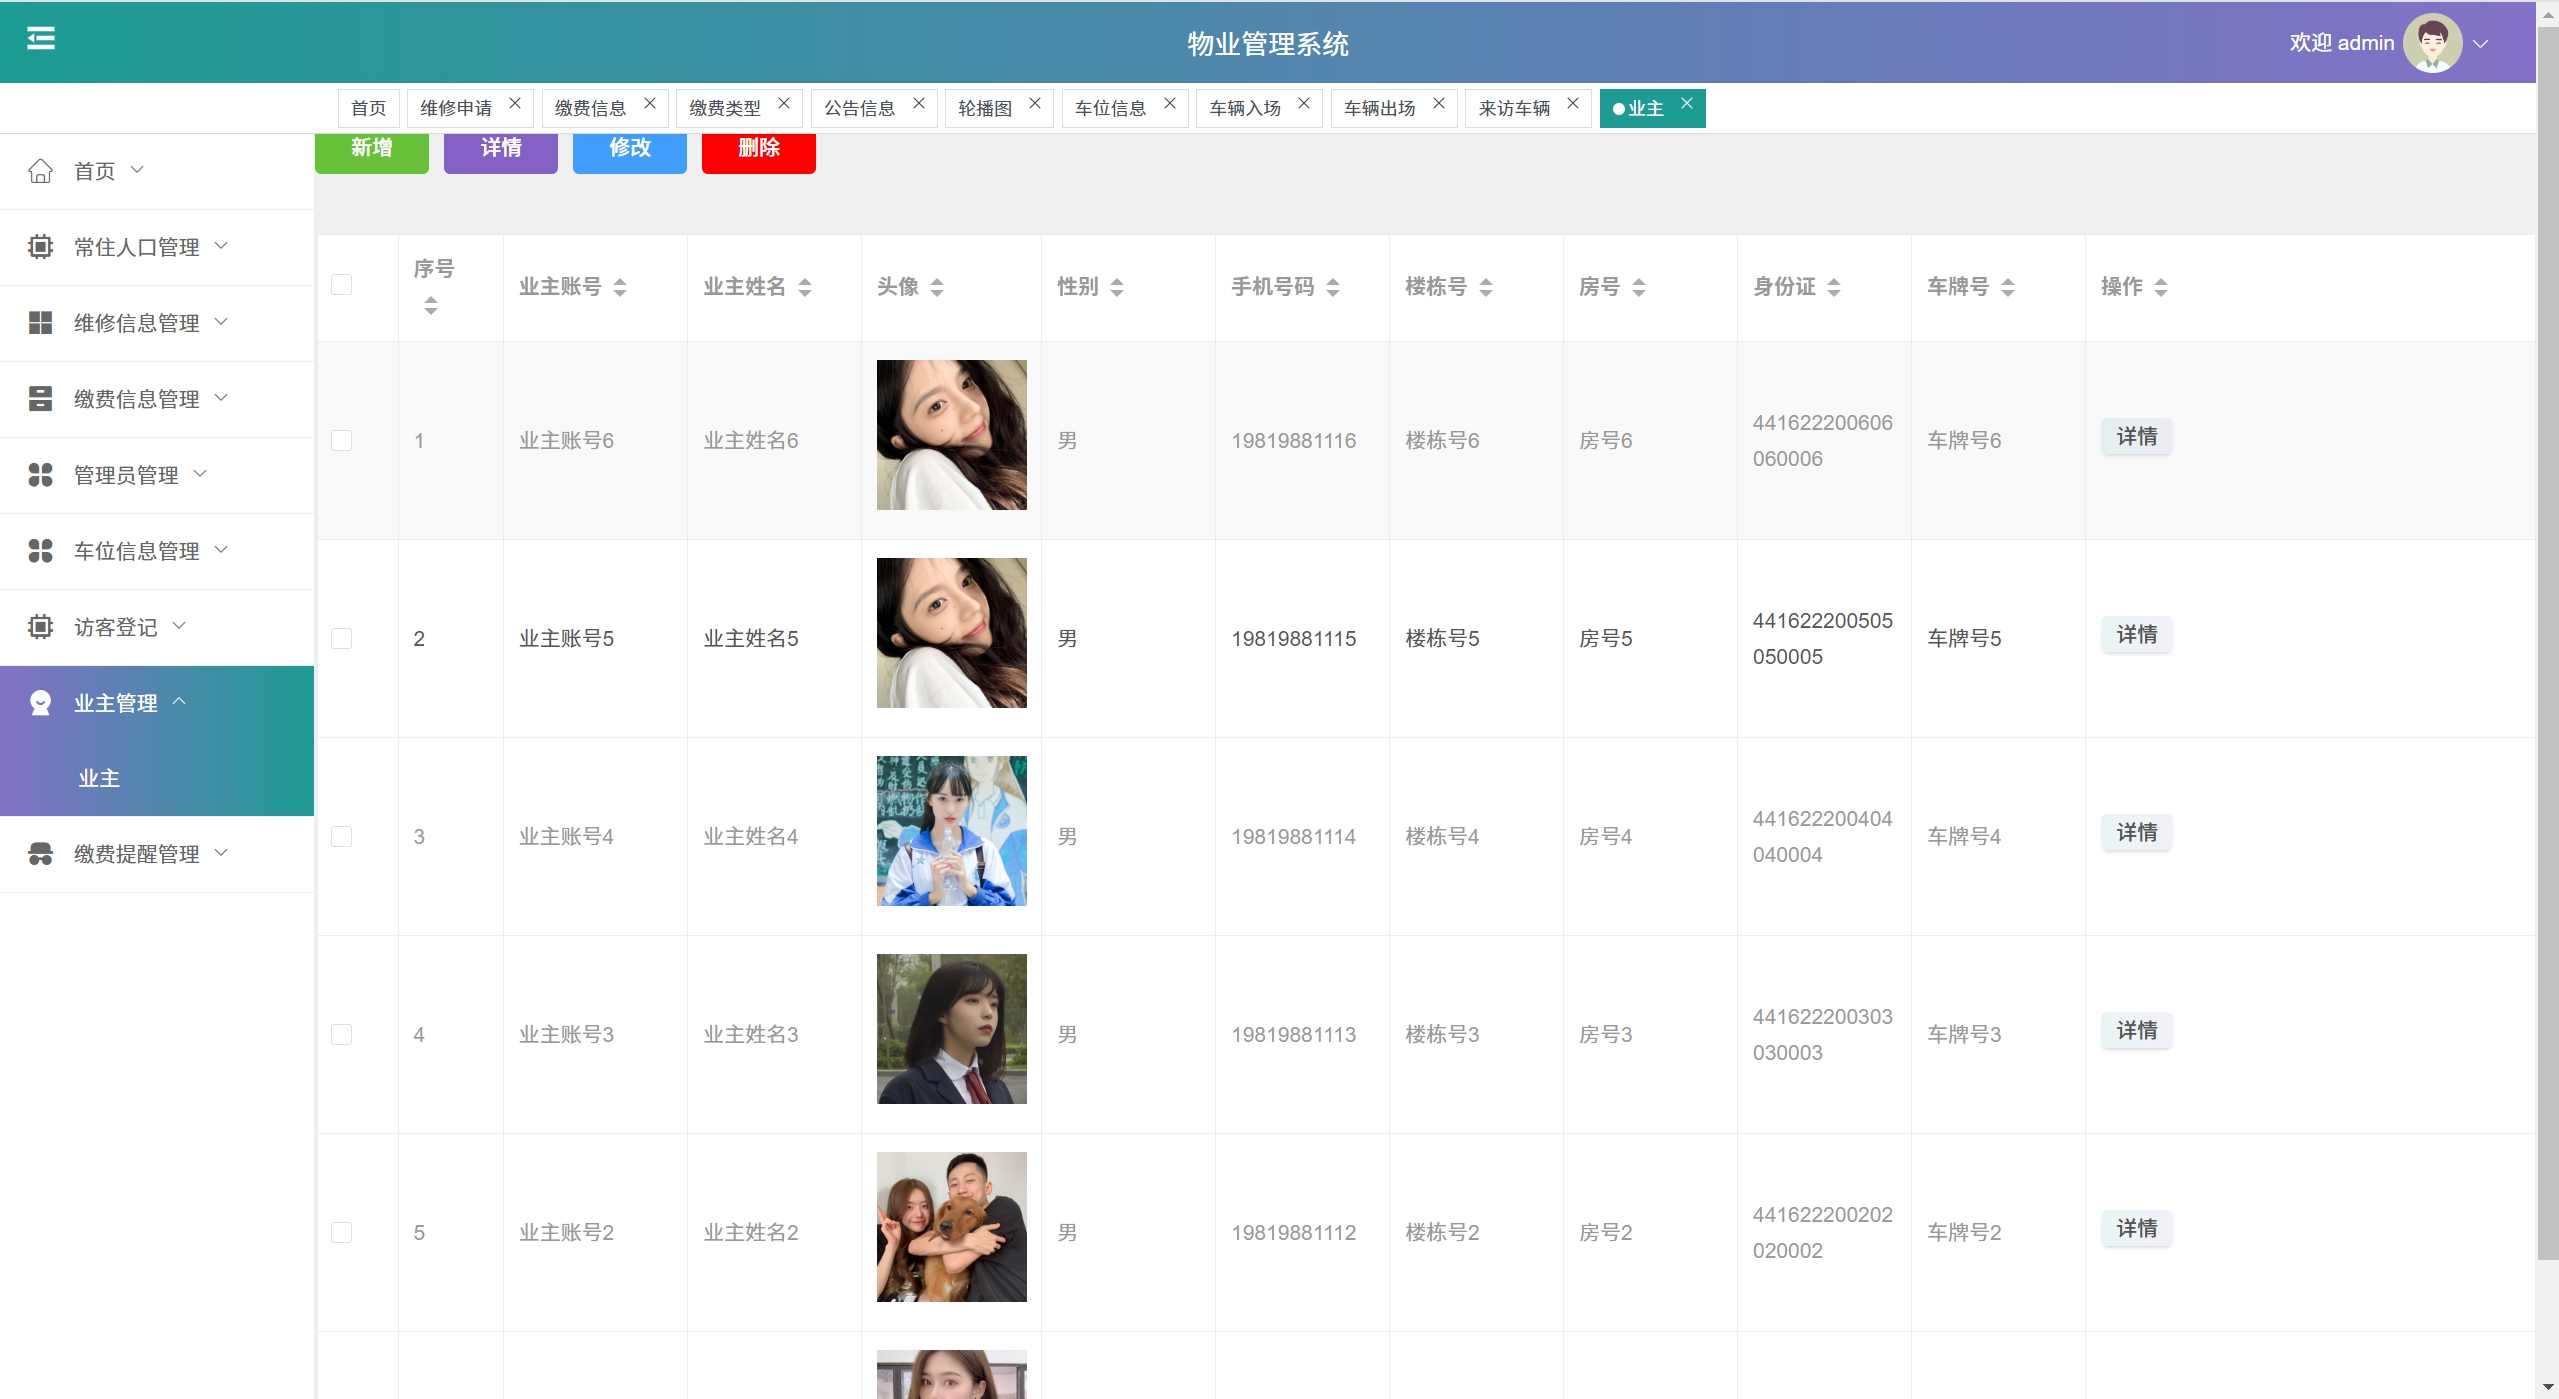 物业管理系统
欢迎 admin
首页
维修申请
缴费信息
缴费类型
公告信息
轮播图
车位信息
车辆入场
车辆出场
来访车辆
业主
新增
详情
修改
删除
首页
常住人口管理
维修信息管理
缴费信息管理
管理员管理
车位信息管理
访客登记
业主管理
业主
缴费提醒管理
序号 业主账号 业主姓名 头像 性别 手机号码 楼栋号 房号 身份证 车牌号 操作
1 业主账号6 业主姓名6 男 19819881116 楼栋号6 房号6 441622200606 车牌号6 详情
060006
2 业主账号5 业主姓名5 男 19819881115 楼栋号5 房号5 441622200505 车牌号5 详情
050005
3 业主账号4 业主姓名4 男 19819881114 楼栋号4 房号4 441622200404 车牌号4 详情
040004
4 业主账号3 业主姓名3 男 19819881113 楼栋号3 房号3 441622200303 车牌号3 详情
030003
5 业主账号2 业主姓名2 男 19819881112 楼栋号2 房号2 441622200202 车牌号2 详情
020002